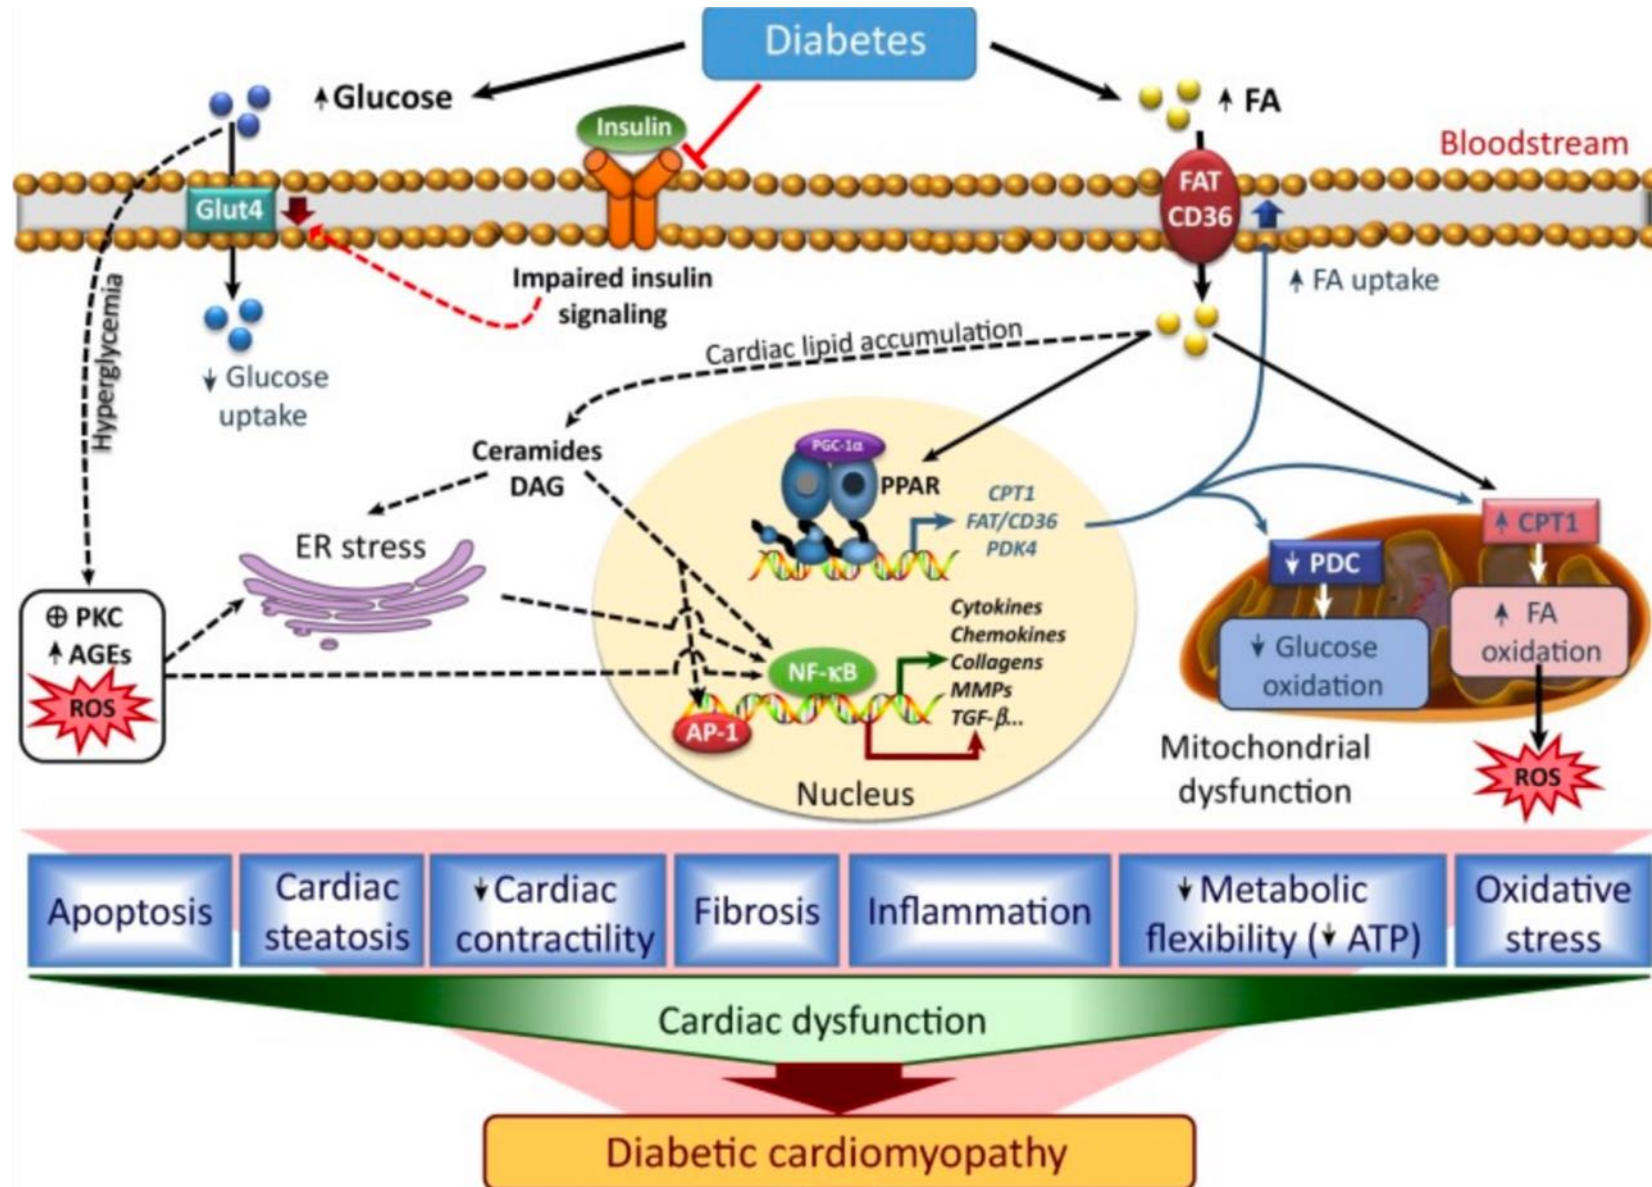 Diabetes
↑Glucose
↑ FA
Insulin
Bloodstream
Glut4
FAT
CD36
Impaired insulin
signaling
↑ FA uptake
Hyperglycemia
↓ Glucose
uptake
Cardiac lipid accumulation
Ceramides
DAG
PGC-1α
PPAR
CPT1
FAT/CD36
PDK4
↑ CPT1
↓ PDC
ER stress
⊕ PKC
↑ AGEs
ROS
Cytokines
Chemokines
Collagens
MMPs
TGF-β...
NF-κB
AP-1
Nucleus
↓ Glucose
oxidation
↑ FA
oxidation
Mitochondrial
dysfunction
ROS
Apoptosis
Cardiac
steatosis
↓Cardiac
contractility
Fibrosis
Inflammation
↓Metabolic
flexibility (↓ ATP)
Oxidative
stress
Cardiac dysfunction
Diabetic cardiomyopathy